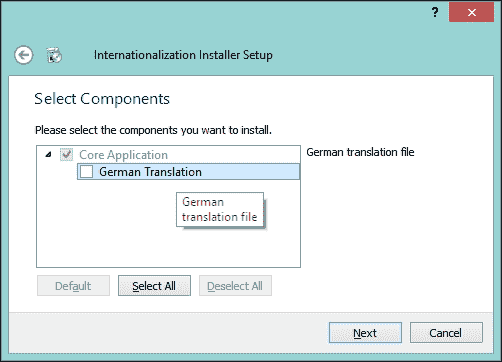 ?
Internationalization Installer Setup
Select Components
Please select the components you want to install.
Core Application
German Translation
German translation file
German
translation file
Default
Select All
Deselect All
Next
Cancel